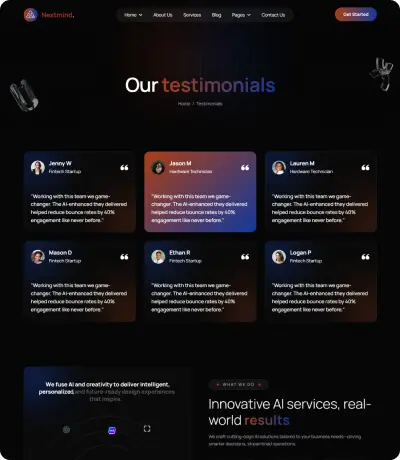 Nextmind.
Home About Us Services Blog Pages Contact Us
Get Started
Our testimonials
Home / Testimonials
Jenny W
Fintech Startup
"Working with this team we game-
changer. The AI-enhanced they delivered
helped reduce bounce rates by 40%
engagement like never before."
Jason M
Hardware Technician
"Working with this team we game-
changer. The AI-enhanced they delivered
helped reduce bounce rates by 40%
engagement like never before."
Lauren M
Hardware Technician
"Working with this team we game-
changer. The AI-enhanced they delivered
helped reduce bounce rates by 40%
engagement like never before."
Mason D
Fintech Startup
"Working with this team we game-
changer. The AI-enhanced they delivered
helped reduce bounce rates by 40%
engagement like never before."
Ethan R
Fintech Startup
"Working with this team we game-
changer. The AI-enhanced they delivered
helped reduce bounce rates by 40%
engagement like never before."
Logan P
Fintech Startup
"Working with this team we game-
changer. The AI-enhanced they delivered
helped reduce bounce rates by 40%
engagement like never before."
We fuse AI and creativity to deliver intelligent,
personalized, and future-ready design experiences
that inspire.
WHAT WE DO
Innovative AI services, real-
world results
We craft cutting-edge AI solutions tailored to your business needs—driving
smarter decisions, streamlined operations.